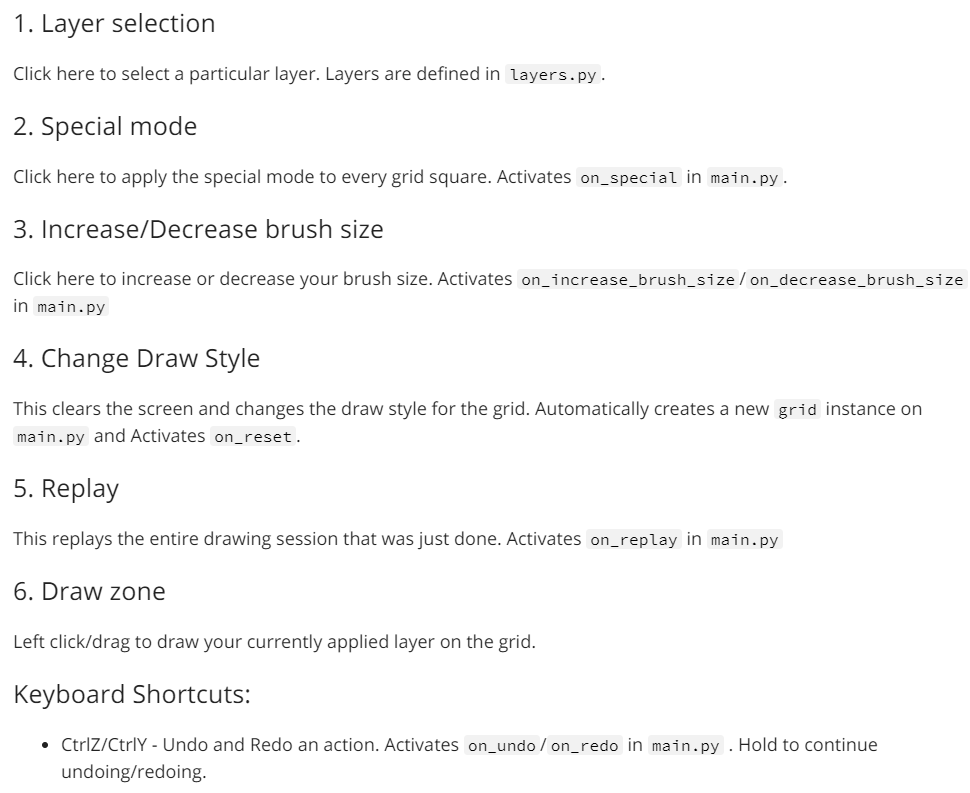 1. Layer selection
Click here to select a particular layer. Layers are defined in layers.py.
2. Special mode
Click here to apply the special mode to every grid square. Activates on_special in main.py.
3. Increase/Decrease brush size
Click here to increase or decrease your brush size. Activates on_increase_brush_size/on_decrease_brush_size
in main.py
4. Change Draw Style
This clears the screen and changes the draw style for the grid. Automatically creates a new grid instance on
main.py and Activates on_reset.
5. Replay
This replays the entire drawing session that was just done. Activates on_replay in main.py
6. Draw zone
Left click/drag to draw your currently applied layer on the grid.
Keyboard Shortcuts:
• CtrlZ/CtrlY - Undo and Redo an action. Activates on_undo/on_redo in main.py . Hold to continue
undoing/redoing.